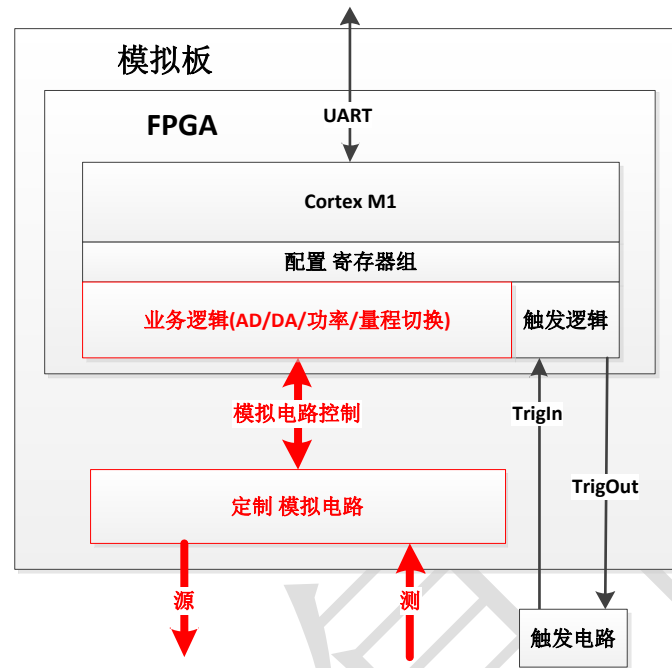 模拟板
FPGA
UART
Cortex M1
配置 寄存器组
业务逻辑(AD/DA/功率/量程切换)
触发逻辑
模拟电路控制
TrigIn
TrigOut
定制 模拟电路
源
测
触发电路